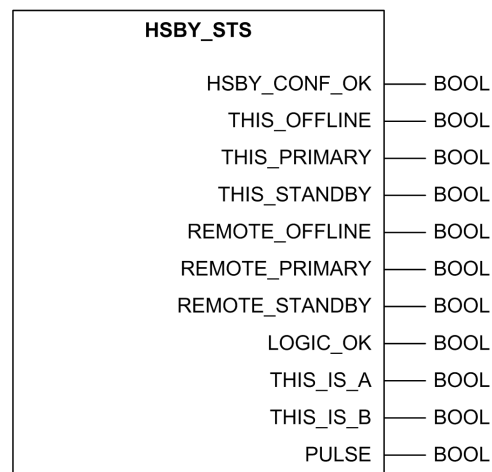 HSBY_STS
HSBY_CONF_OK BOOL
THIS_OFFLINE BOOL
THIS_PRIMARY BOOL
THIS_STANDBY BOOL
REMOTE_OFFLINE BOOL
REMOTE_PRIMARY BOOL
REMOTE_STANDBY BOOL
LOGIC_OK BOOL
THIS_IS_A BOOL
THIS_IS_B BOOL
PULSE BOOL